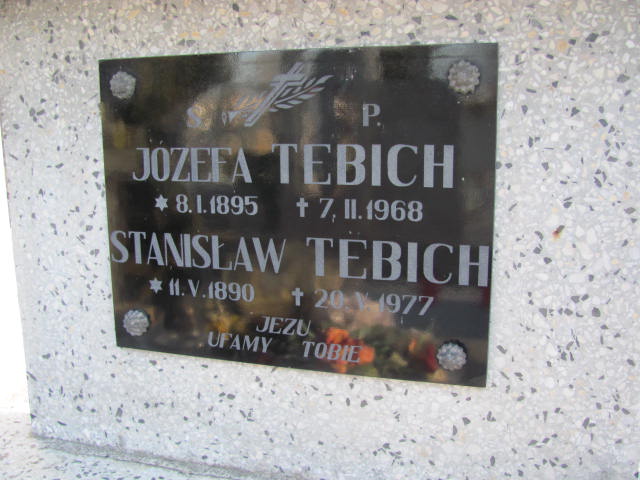 Ś. P.
JÓZEFA TEBICH
* 8.I.1895 † 7.II.1968
STANISŁAW TEBICH
* 11.V.1890 † 20.V.1977
JEZU
UFAMY TOBIE